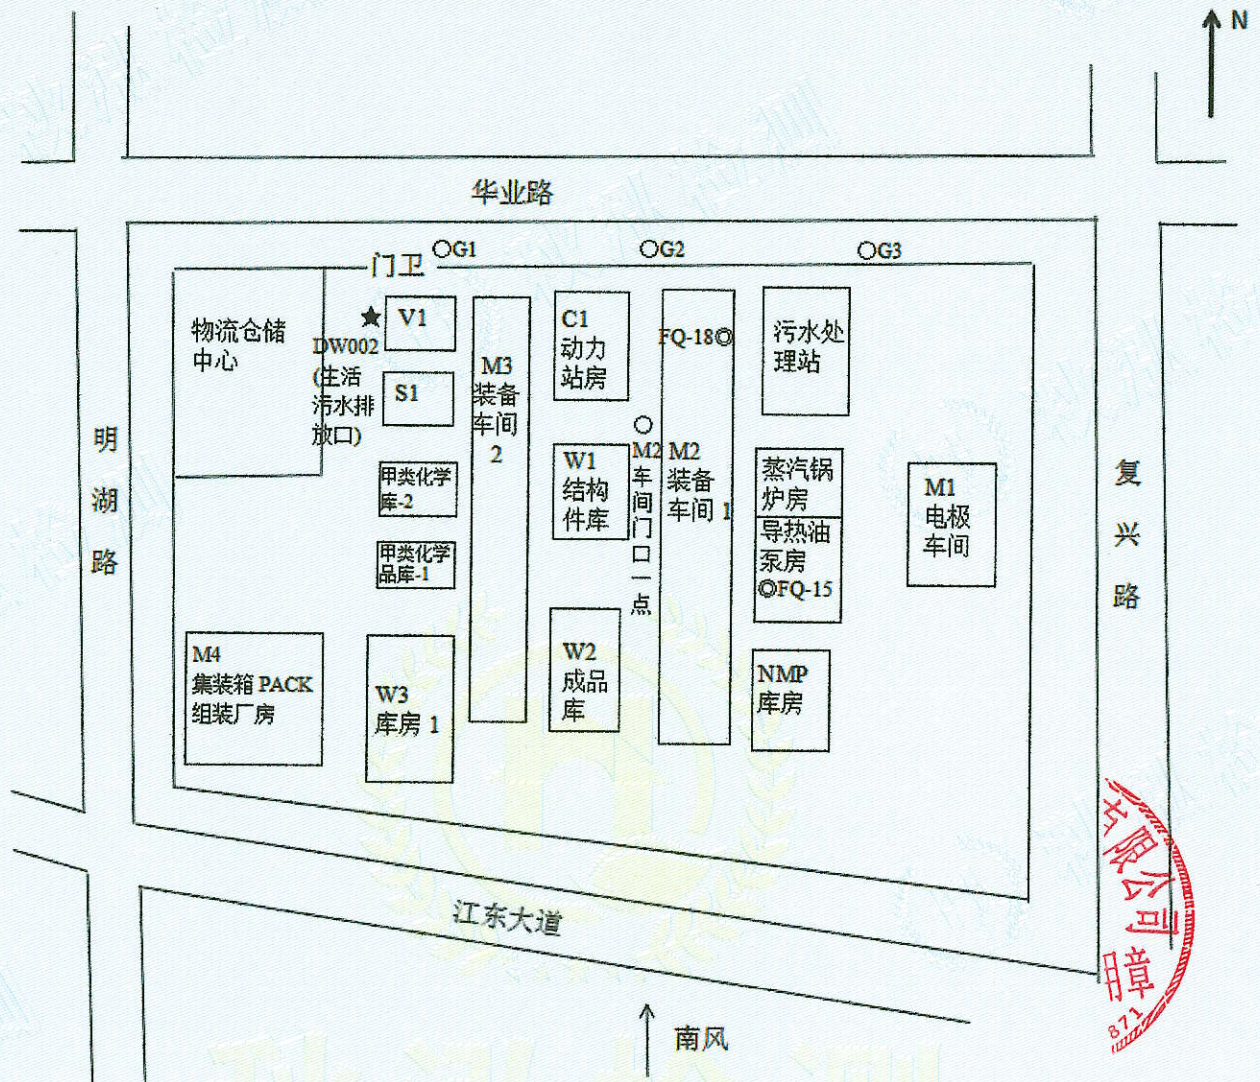 N
华业路
门卫
G1
G2
G3
物流仓储
中心
V1
DW002
(生活
污水排
放口)
S1
M3
装备
车间
2
C1
动力
站房
FQ-18
污水处
理站
甲类化学
库-2
W1
结构
件库
M2
车
间
门
口
一
点
M2
装备
车间 1
蒸汽锅
炉房
导热油
泵房
FQ-15
M1
电极
车间
甲类化学
品库-1
M4
集装箱 PACK
组装厂房
W3
库房 1
W2
成品
库
NMP
库房
明
湖
路
复
兴
路
江东大道
南风
限公司
章
871